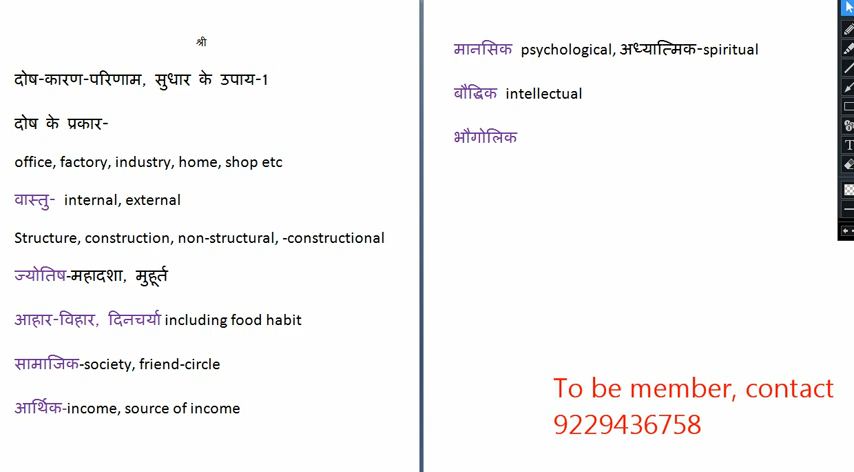 श्री
दोष-कारण-परिणाम, सुधार के उपाय-1
दोष के प्रकार-
office, factory, industry, home, shop etc
वास्तु- internal, external
Structure, construction, non-structural, -constructional
ज्योतिष-महादशा, मुहूर्त
आहार-विहार, दिनचर्या including food habit
सामाजिक-society, friend-circle
आर्थिक-income, source of income
मानसिक psychological, अध्यात्मिक-spiritual
बौद्धिक intellectual
भौगोलिक
To be member, contact
9229436758